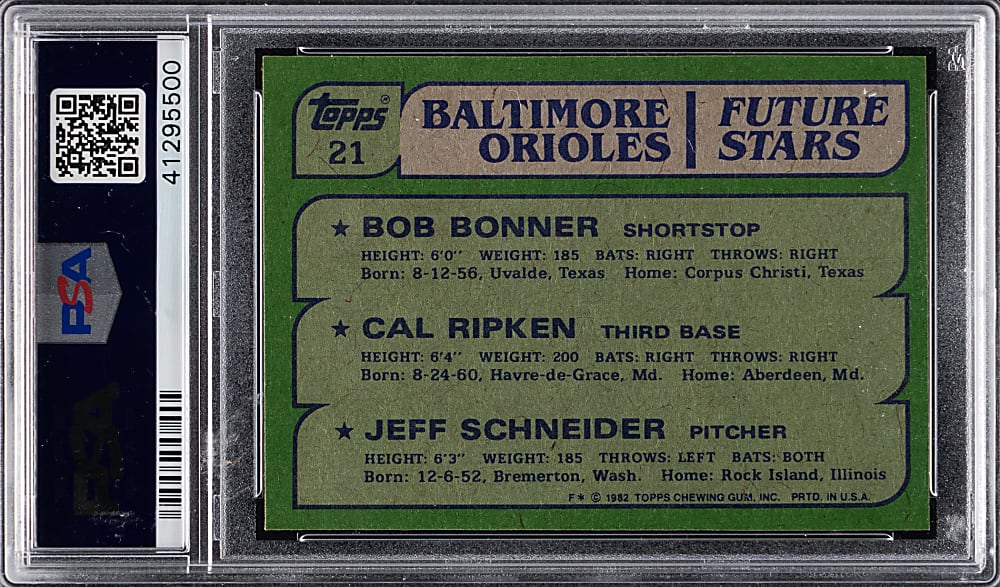 41295500
PSA
PSA
Topps®
21
BALTIMORE ORIOLES | FUTURE STARS
★ BOB BONNER SHORTSTOP
HEIGHT: 6'0" WEIGHT: 185 BATS: RIGHT THROWS: RIGHT
Born: 8-12-56, Uvalde, Texas Home: Corpus Christi, Texas
★ CAL RIPKEN THIRD BASE
HEIGHT: 6'4" WEIGHT: 200 BATS: RIGHT THROWS: RIGHT
Born: 8-24-60, Havre-de-Grace, Md. Home: Aberdeen, Md.
★ JEFF SCHNEIDER PITCHER
HEIGHT: 6'3" WEIGHT: 185 THROWS: LEFT BATS: BOTH
Born: 12-6-52, Bremerton, Wash. Home: Rock Island, Illinois
F* © 1982 TOPPS CHEWING GUM, INC. PRTD. IN U.S.A.